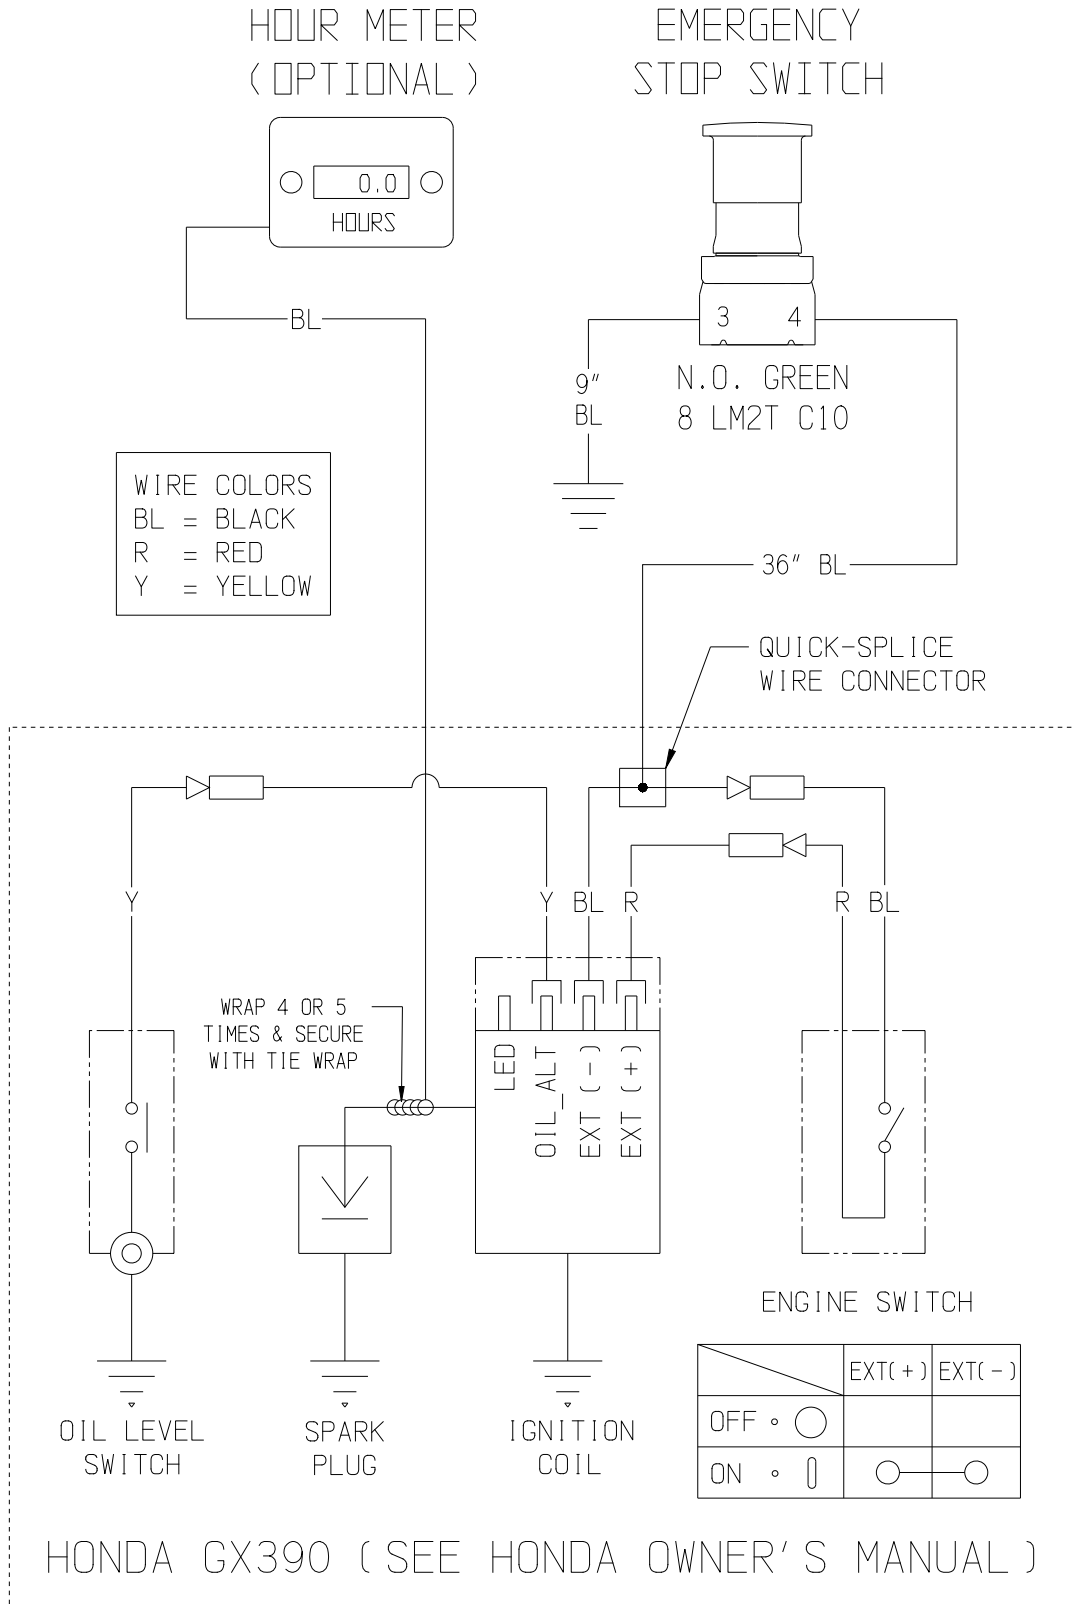 HOUR METER
(OPTIONAL)
EMERGENCY
STOP SWITCH
0.0
HOURS
BL
3 4
N.O. GREEN
8 LM2T C10
9"
BL
WIRE COLORS
BL = BLACK
R = RED
Y = YELLOW
36" BL
QUICK-SPLICE
WIRE CONNECTOR
Y
Y
BL
R
R
BL
WRAP 4 OR 5
TIMES & SECURE
WITH TIE WRAP
LED
OIL_ALT
EXT (-)
EXT (+)
ENGINE SWITCH
EXT(+) EXT(-)
OFF
ON
OIL LEVEL
SWITCH
SPARK
PLUG
IGNITION
COIL
HONDA GX390 (SEE HONDA OWNER'S MANUAL)